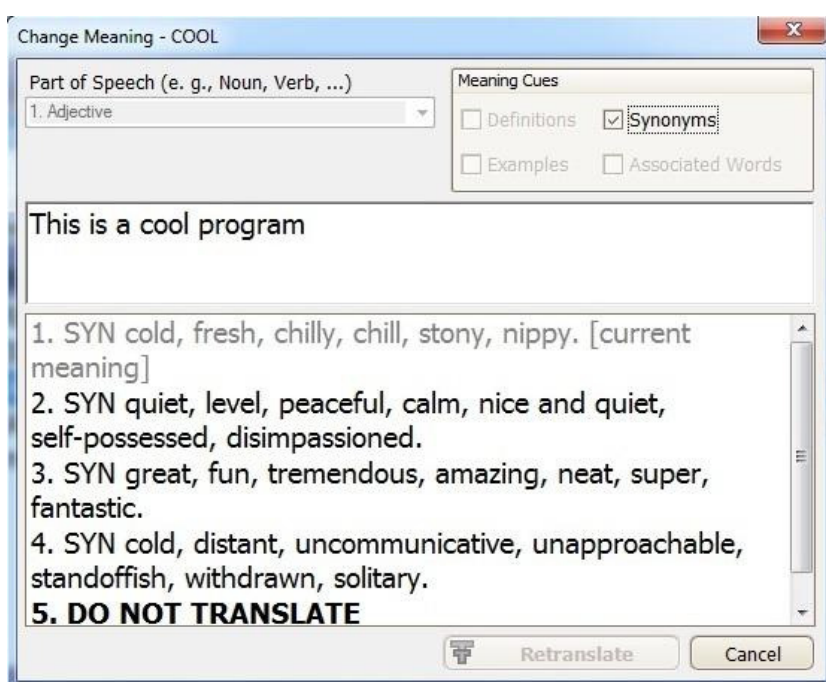 Change Meaning - COOL
Part of Speech (e. g., Noun, Verb, ...)
1. Adjective
Meaning Cues
Definitions
Synonyms
Examples
Associated Words
This is a cool program
1. SYN cold, fresh, chilly, chill, stony, nippy. [current
meaning]
2. SYN quiet, level, peaceful, calm, nice and quiet,
self-possessed, disimpassioned.
3. SYN great, fun, tremendous, amazing, neat, super,
fantastic.
4. SYN cold, distant, uncommunicative, unapproachable,
standoffish, withdrawn, solitary.
5. DO NOT TRANSLATE
Retranslate
Cancel